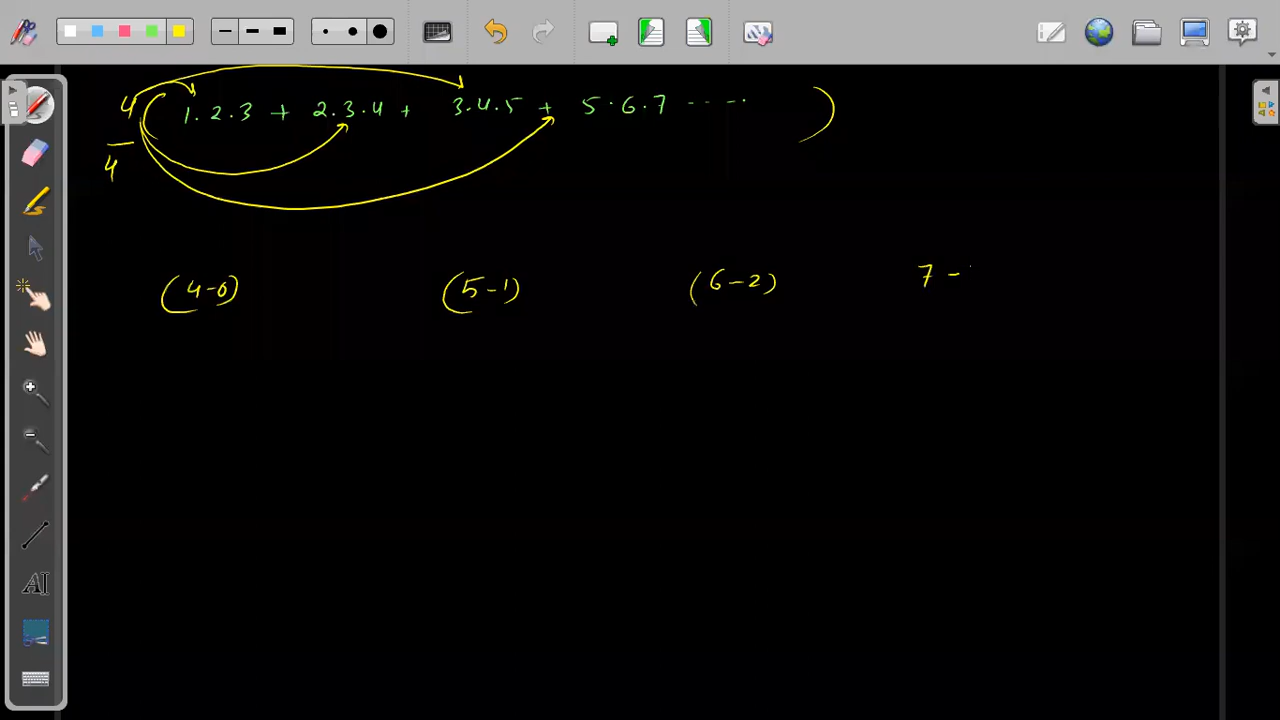 4 ( 1.2.3 + 2.3.4 + 3.4.5 + 5.6.7 ----- )
4
(4-0) (5-1) (6-2) 7 -
AI